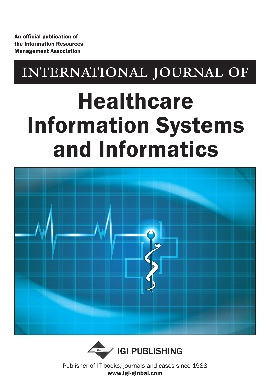 An official publication of
the Information Resources
Management Association
INTERNATIONAL JOURNAL OF
Healthcare
Information Systems
and Informatics
IGI PUBLISHING
Publisher of IT books, journals and cases since 1988
www.igi-global.com